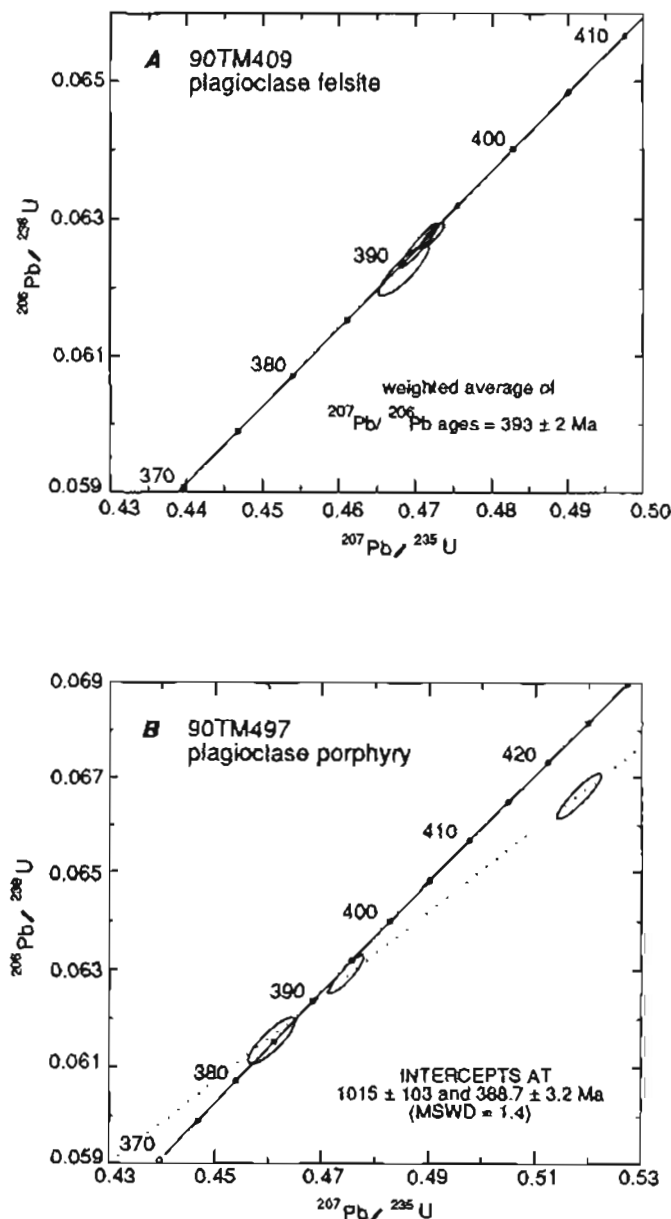 A 90TM409
plagioclase felsite
0.065
0.063
0.061
0.059
206Pb/ 238U
410
400
390
380
370
weighted average of
207Pb/ 206Pb ages = 393 ± 2 Ma
0.43 0.44 0.45 0.46 0.47 0.48 0.49 0.50
207Pb/ 235U
B 90TM497
plagioclase porphyry
0.069
0.067
0.065
0.063
0.061
0.059
206Pb/ 238U
420
410
400
390
380
370
INTERCEPTS AT
1015 ± 103 and 388.7 ± 3.2 Ma
(MSWD = 1.4)
0.43 0.45 0.47 0.49 0.51 0.53
207Pb/ 235U